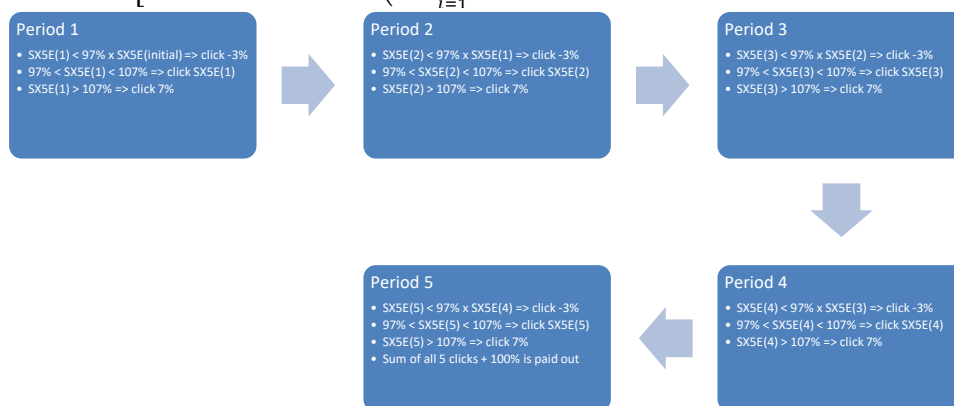 i=1
Period 1
• SX5E(1) < 97% x SX5E(initial) => click -3%
• 97% < SX5E(1) < 107% => click SX5E(1)
• SX5E(1) > 107% => click 7%
Period 2
• SX5E(2) < 97% x SX5E(1) => click -3%
• 97% < SX5E(2) < 107% => click SX5E(2)
• SX5E(2) > 107% => click 7%
Period 3
• SX5E(3) < 97% x SX5E(2) => click -3%
• 97% < SX5E(3) < 107% => click SX5E(3)
• SX5E(3) > 107% => click 7%
Period 4
• SX5E(4) < 97% x SX5E(3) => click -3%
• 97% < SX5E(4) < 107% => click SX5E(4)
• SX5E(4) > 107% => click 7%
Period 5
• SX5E(5) < 97% x SX5E(4) => click -3%
• 97% < SX5E(5) < 107% => click SX5E(5)
• SX5E(5) > 107% => click 7%
• Sum of all 5 clicks + 100% is paid out